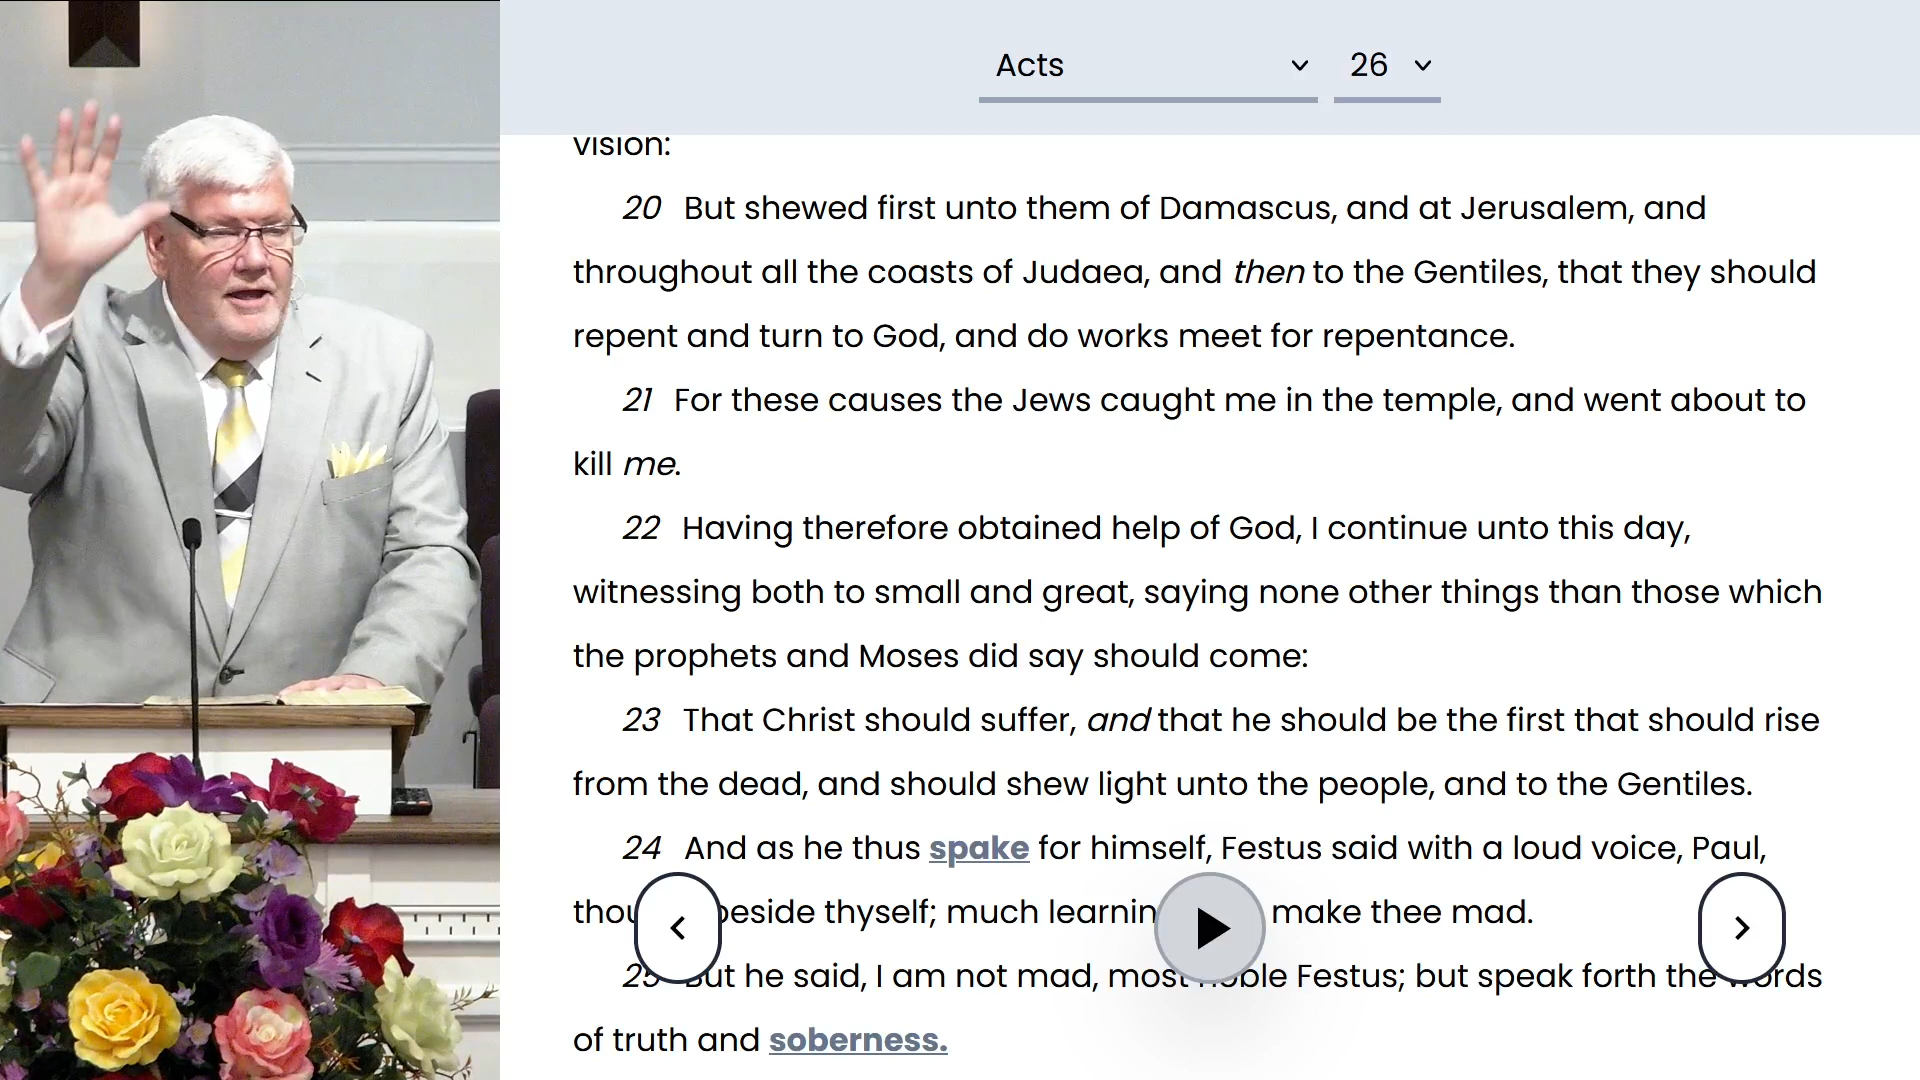 Acts 26
vision:
20 But shewed first unto them of Damascus, and at Jerusalem, and
throughout all the coasts of Judaea, and then to the Gentiles, that they should
repent and turn to God, and do works meet for repentance.
21 For these causes the Jews caught me in the temple, and went about to
kill me.
22 Having therefore obtained help of God, I continue unto this day,
witnessing both to small and great, saying none other things than those which
the prophets and Moses did say should come:
23 That Christ should suffer, and that he should be the first that should rise
from the dead, and should shew light unto the people, and to the Gentiles.
24 And as he thus spake for himself, Festus said with a loud voice, Paul,
beside thyself; much make thee mad.
25 But he said, I am not mad, most noble Festus; but speak forth the words
of truth and soberness.